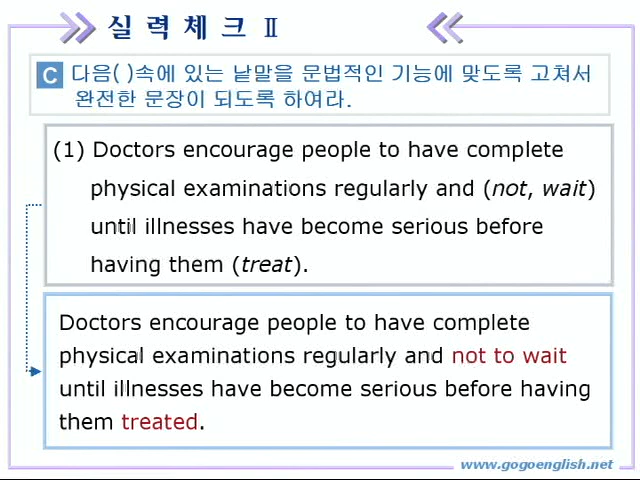 실 력 체 크 Ⅱ
C 다음( )속에 있는 낱말을 문법적인 기능에 맞도록 고쳐서
완전한 문장이 되도록 하여라.
(1) Doctors encourage people to have complete
physical examinations regularly and (not, wait)
until illnesses have become serious before
having them (treat).
Doctors encourage people to have complete
physical examinations regularly and not to wait
until illnesses have become serious before having
them treated.
www.gogoenglish.net